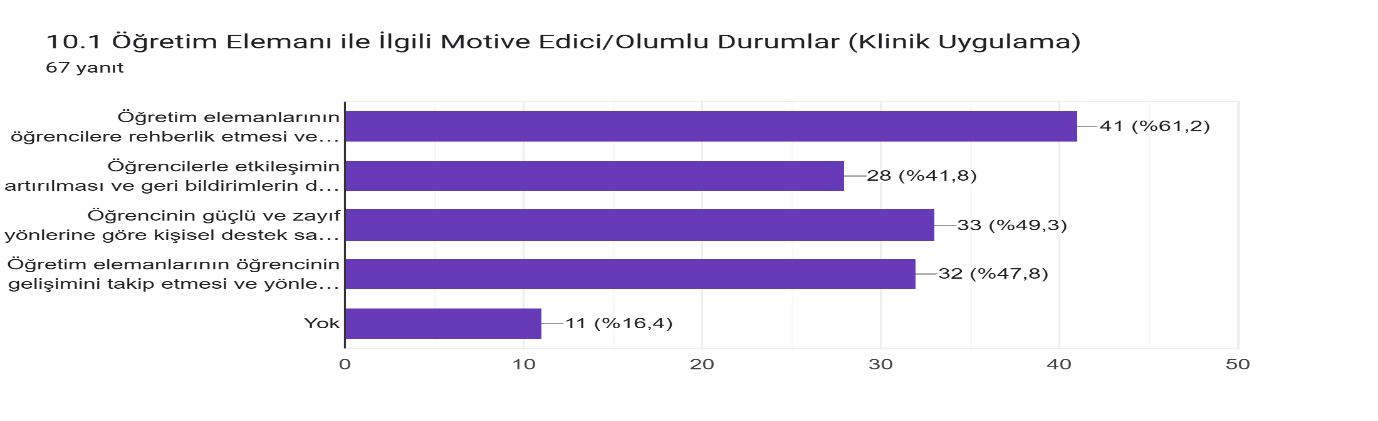 10.1 Öğretim Elemanı ile İlgili Motive Edici/Olumlu Durumlar (Klinik Uygulama)
67 yanıt
Öğretim elemanlarının
öğrencilere rehberlik etmesi ve…
41 (%61,2)
Öğrencilerle etkileşimin
artırılması ve geri bildirimlerin d…
28 (%41,8)
Öğrencinin güçlü ve zayıf
yönlerine göre kişisel destek sa…
33 (%49,3)
Öğretim elemanlarının öğrencinin
gelişimini takip etmesi ve yönle…
32 (%47,8)
Yok
11 (%16,4)
0 10 20 30 40 50